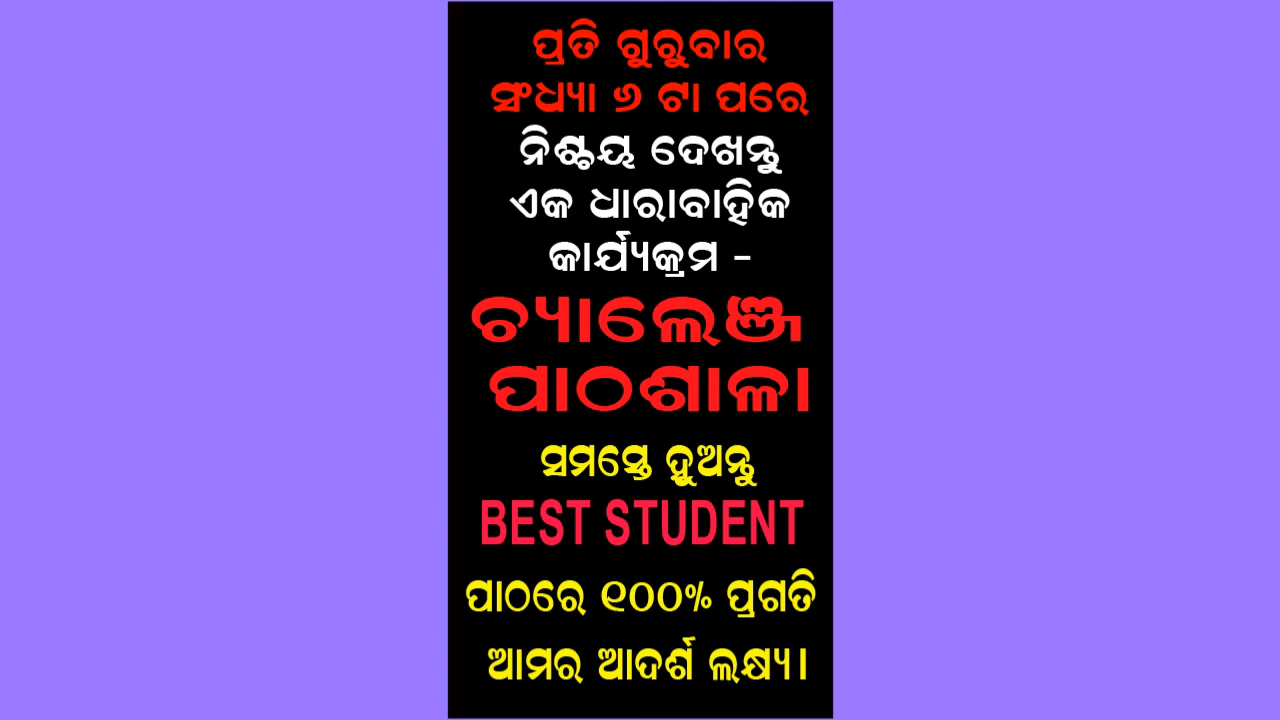 ପ୍ରତି ଗୁରୁବାର
ସଂଧ୍ୟା ୬ ଟା ପରେ
ନିଶ୍ଚୟ ଦେଖନ୍ତୁ
ଏକ ଧାରାବାହିକ
କାର୍ଯ୍ୟକ୍ରମ -
ଚ୍ୟାଲେଞ୍ଜ
ପାଠଶାଳା
ସମସ୍ତେ ହୁଅନ୍ତୁ
BEST STUDENT
ପାଠରେ ୧୦୦% ପ୍ରଗତି
ଆମର ଆଦର୍ଶ ଲକ୍ଷ୍ୟ।